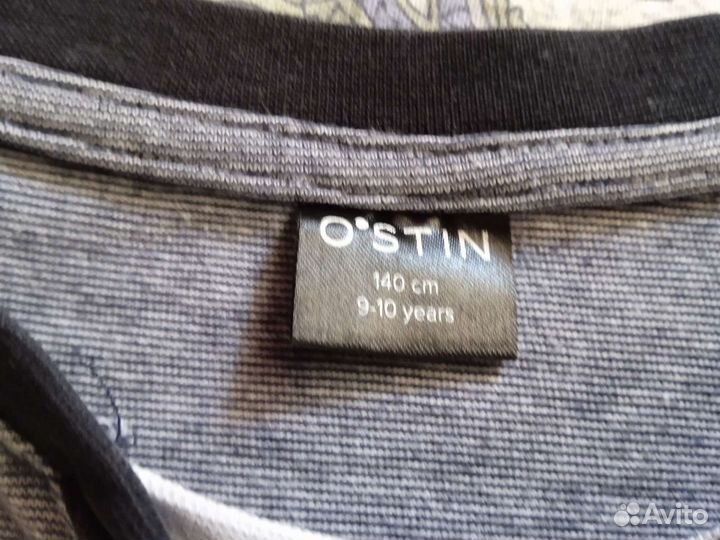 O'STIN
140 cm
9-10 years
Avito